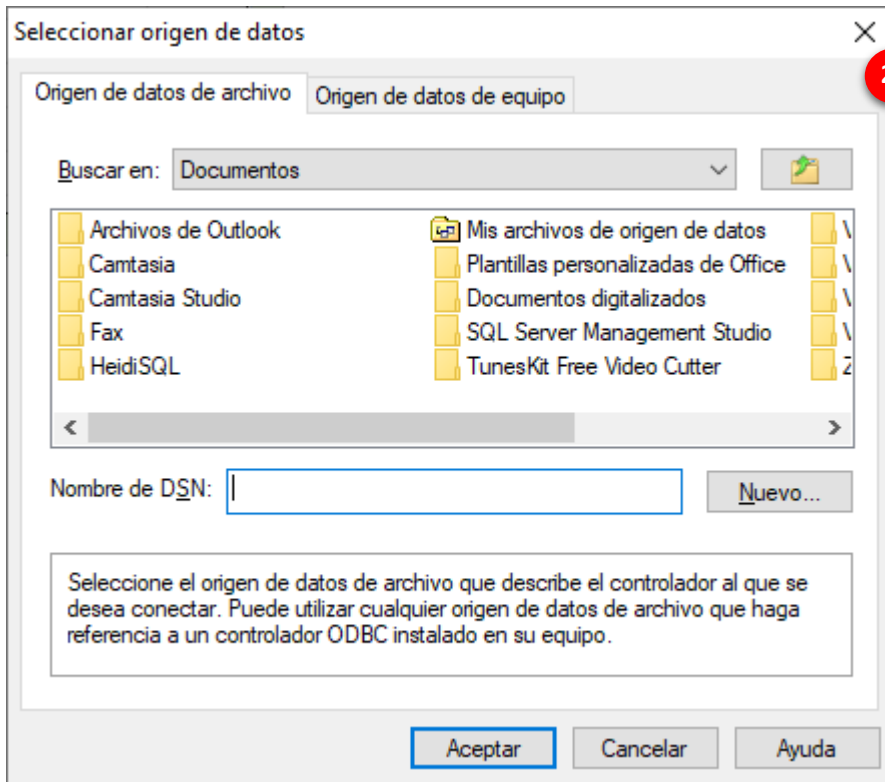 Seleccionar origen de datos
2
Origen de datos de archivo
Origen de datos de equipo
Buscar en:
Documentos
Archivos de Outlook
Camtasia
Camtasia Studio
Fax
HeidiSQL
Mis archivos de origen de datos
Plantillas personalizadas de Office
Documentos digitalizados
SQL Server Management Studio
TunesKit Free Video Cutter
Nombre de DSN:
Nuevo...
Seleccione el origen de datos de archivo que describe el controlador al que se
desea conectar. Puede utilizar cualquier origen de datos de archivo que haga
referencia a un controlador ODBC instalado en su equipo.
Aceptar
Cancelar
Ayuda